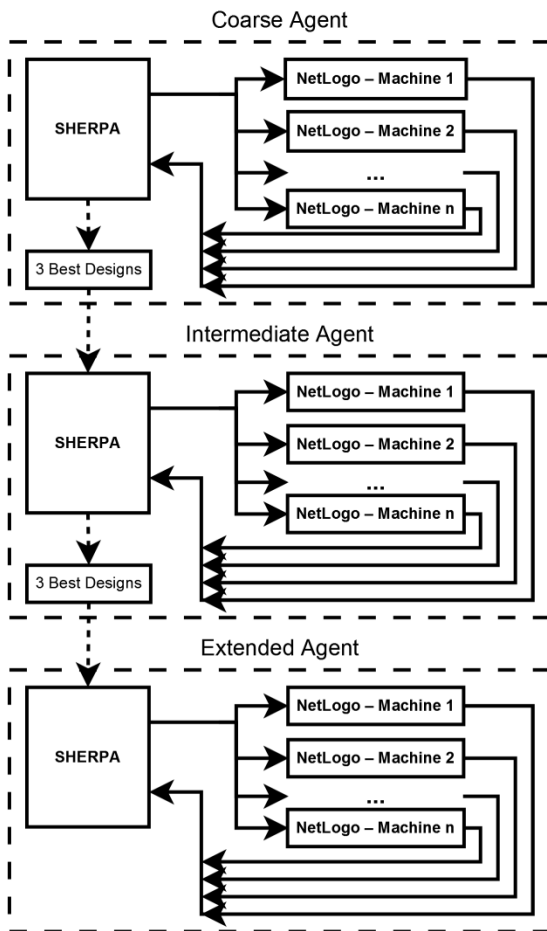 Coarse Agent
SHERPA
NetLogo – Machine 1
NetLogo – Machine 2
...
NetLogo – Machine n
3 Best Designs
Intermediate Agent
SHERPA
NetLogo – Machine 1
NetLogo – Machine 2
...
NetLogo – Machine n
3 Best Designs
Extended Agent
SHERPA
NetLogo – Machine 1
NetLogo – Machine 2
...
NetLogo – Machine n